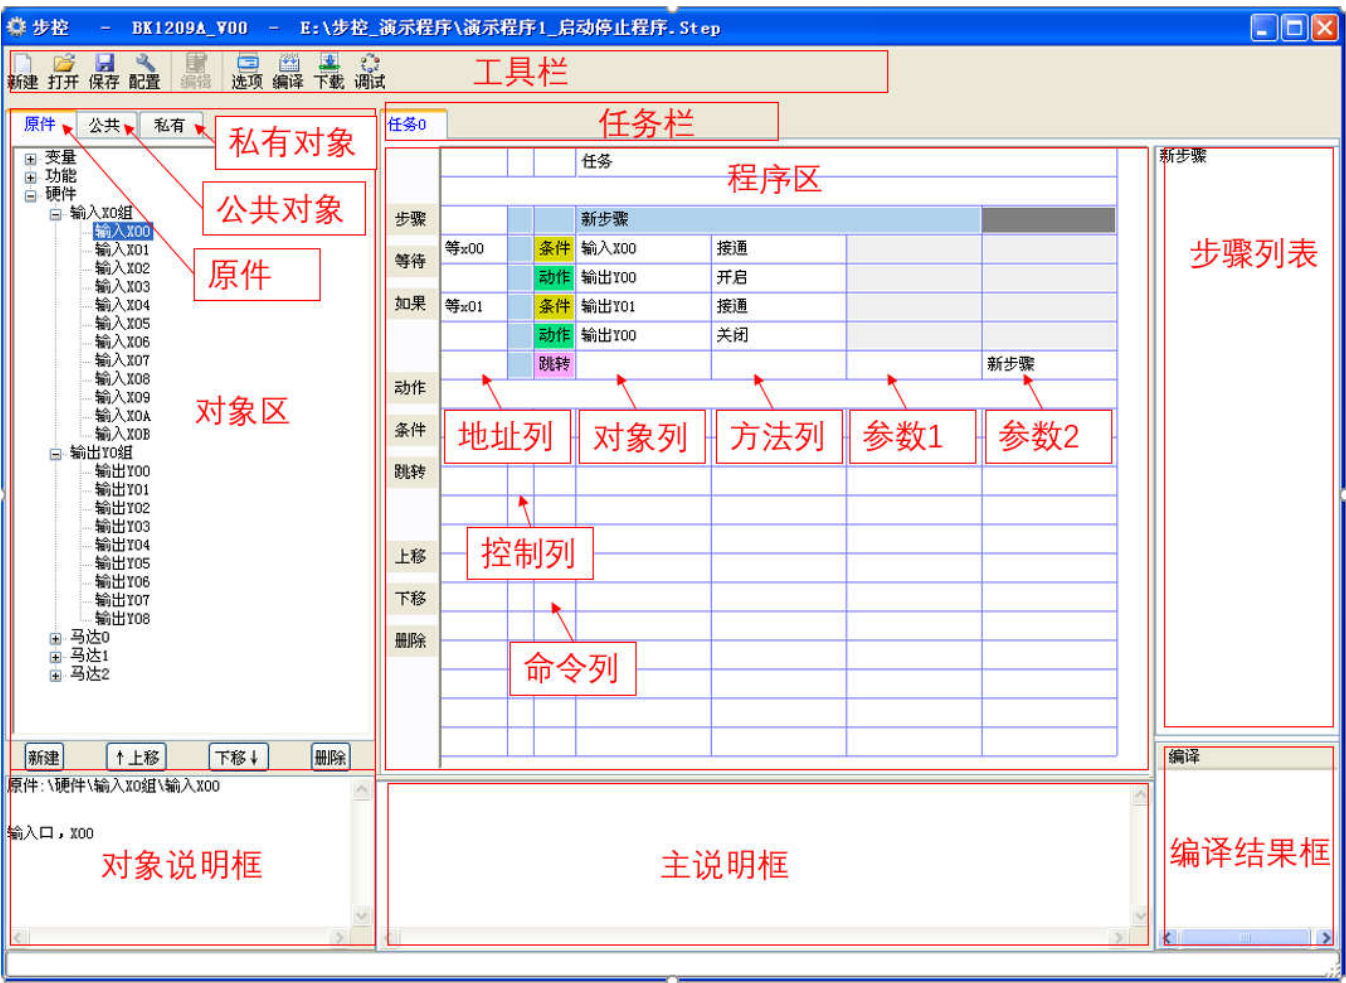 步控 - BK1209A_V00 - E:\步控_演示程序\演示程序1_启动停止程序.Step
新建 打开 保存 配置 编辑 选项 编译 下载 调试
工具栏
原件 公共 私有
私有对象
公共对象
原件
变量
功能
硬件
输入X0组
输入X00
输入X01
输入X02
输入X03
输入X04
输入X05
输入X06
输入X07
输入X08
输入X09
输入X0A
输入X0B
输出Y0组
输出Y00
输出Y01
输出Y02
输出Y03
输出Y04
输出Y05
输出Y06
输出Y07
输出Y08
马达0
马达1
马达2
对象区
新建 ↑上移 下移↓ 删除
原件:\硬件\输入X0组\输入X00
输入口，X00
对象说明框
任务0
任务栏
任务
程序区
步骤 新步骤
等待 等x00 条件 输入X00 接通
动作 输出Y00 开启
如果 等x01 条件 输出Y01 接通
动作 输出Y00 关闭
跳转 新步骤
动作
条件
跳转
上移
下移
删除
地址列 对象列 方法列 参数1 参数2
控制列
命令列
主说明框
新步骤
步骤列表
编译
编译结果框